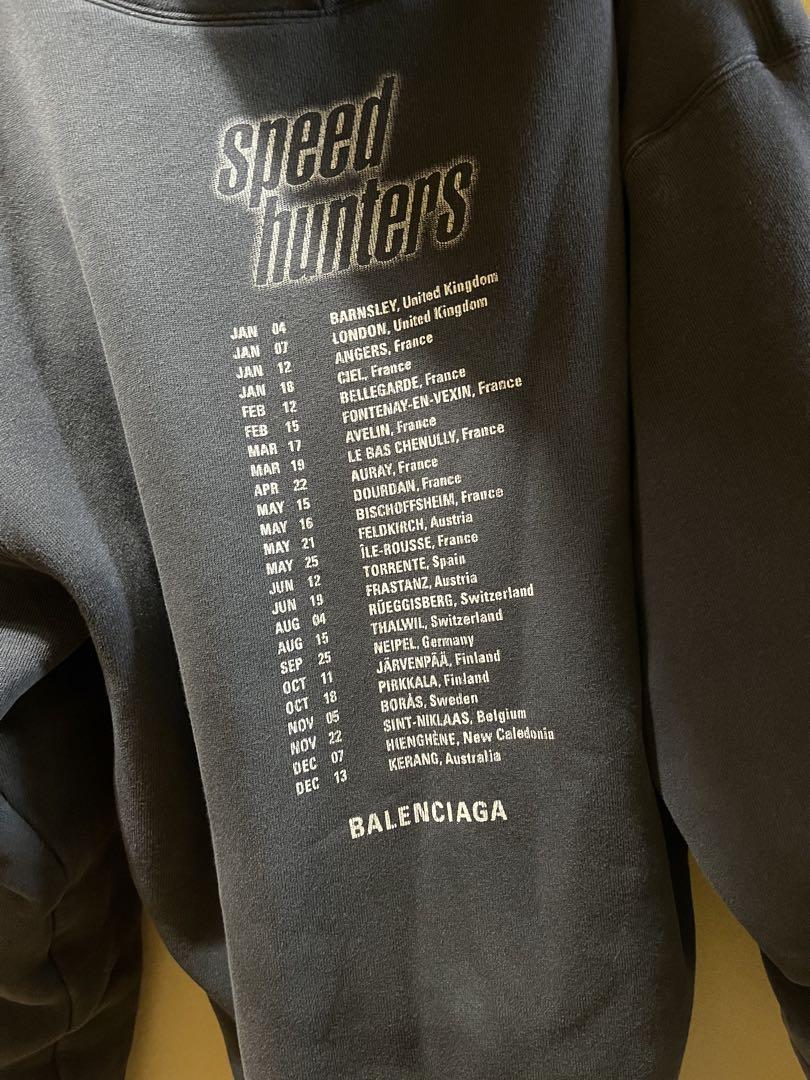 speed
hunters
JAN 04 BARNSLEY, United Kingdom
JAN 07 LONDON, United Kingdom
JAN 12 ANGERS, France
JAN 18 CIEL, France
FEB 12 BELLEGARDE, France
FEB 15 FONTENAY-EN-VEXIN, France
MAR 17 AVELIN, France
MAR 19 LE BAS CHENULLY, France
APR 22 AURAY, France
MAY 15 DOURDAN, France
MAY 16 BISCHOFFSHEIM, France
MAY 21 FELDKIRCH, Austria
MAY 25 ÎLE-ROUSSE, France
JUN 12 TORRENTE, Spain
JUN 19 FRASTANZ, Austria
AUG 04 RÜEGGISBERG, Switzerland
AUG 15 THALWIL, Switzerland
SEP 25 NEIPEL, Germany
OCT 11 JÄRVENPÄÄ, Finland
OCT 18 PIRKKALA, Finland
NOV 05 BORÅS, Sweden
NOV 22 SINT-NIKLAAS, Belgium
DEC 07 HIENGHÈNE, New Caledonia
DEC 13 KERANG, Australia
BALENCIAGA